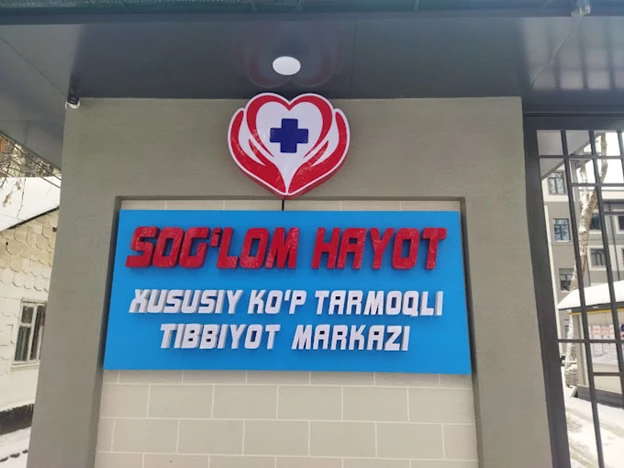 SOG'LOM HAYOT
XUSUSIY KO'P TARMOQLI
TIBBIYOT MARKAZI